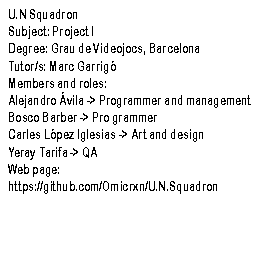 U.N Squadron
Subject: Project I
Degree: Grau de Videojocs, Barcelona
Tutor/s: Marc Garrigó
Members and roles:
Alejandro Ávila -> Programmer and management
Bosco Barber -> Programmer
Carles López Iglesias -> Art and design
Yeray Tarifa -> QA
Web page:
https://github.com/Omicrxn/U.N.Squadron